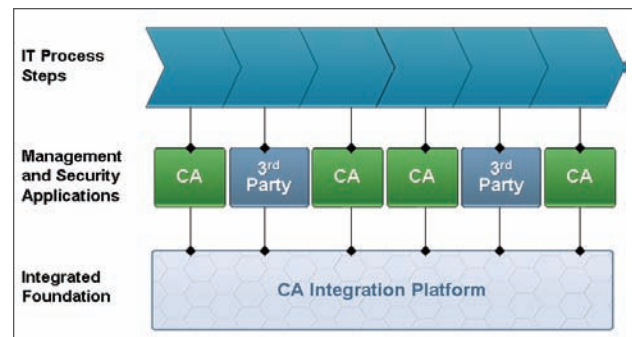 IT Process
Steps
Management
and Security
Applications
CA
3rd
Party
CA
CA
3rd
Party
CA
Integrated
Foundation
CA Integration Platform